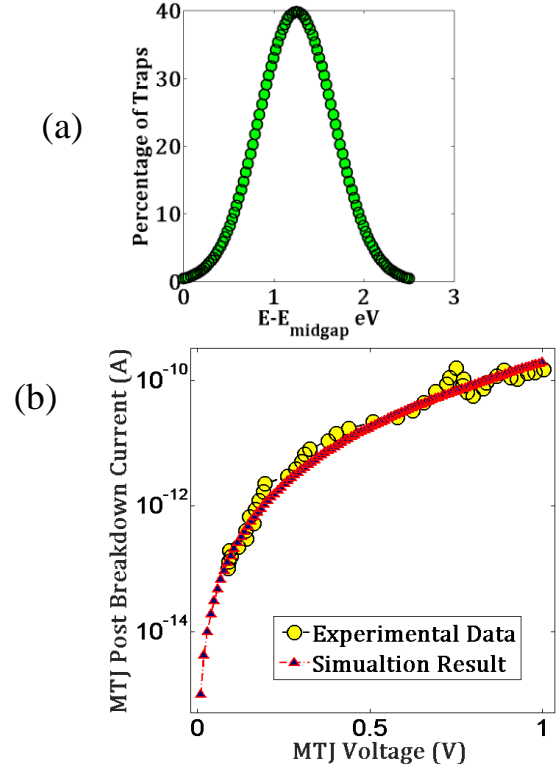 (a)
Percentage of Traps
40
30
20
10
0
0
1
2
3
E-E_midgap eV
(b)
MTJ Post Breakdown Current (A)
10^-10
10^-12
10^-14
Experimental Data
Simualtion Result
0
0.5
1
MTJ Voltage (V)